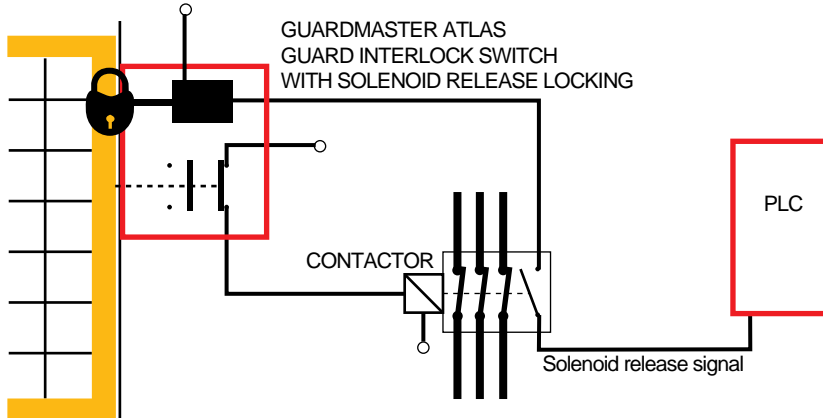 GUARDMASTER ATLAS
GUARD INTERLOCK SWITCH
WITH SOLENOID RELEASE LOCKING
PLC
CONTACTOR
Solenoid release signal